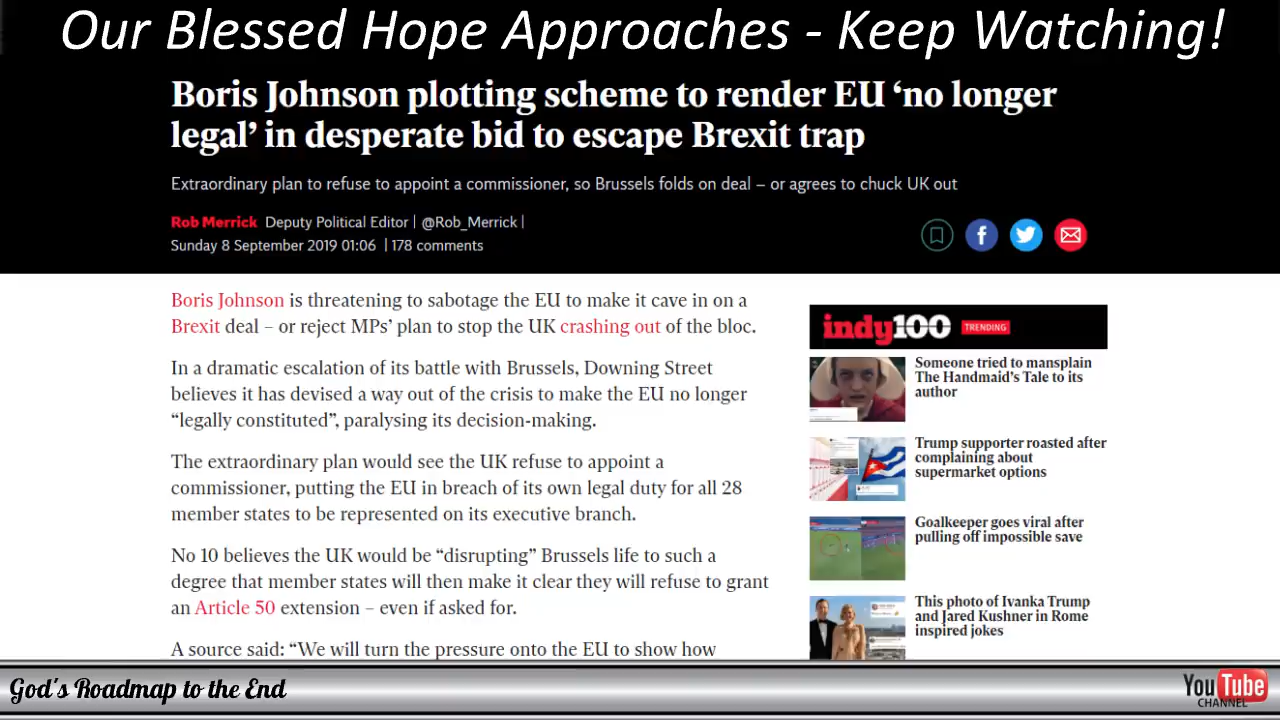 Our Blessed Hope Approaches - Keep Watching!
Boris Johnson plotting scheme to render EU ‘no longer
legal’ in desperate bid to escape Brexit trap
Extraordinary plan to refuse to appoint a commissioner, so Brussels folds on deal – or agrees to chuck UK out
Rob Merrick Deputy Political Editor | @Rob_Merrick |
Sunday 8 September 2019 01:06 | 178 comments
Boris Johnson is threatening to sabotage the EU to make it cave in on a
Brexit deal – or reject MPs’ plan to stop the UK crashing out of the bloc.
In a dramatic escalation of its battle with Brussels, Downing Street
believes it has devised a way out of the crisis to make the EU no longer
“legally constituted”, paralysing its decision-making.
The extraordinary plan would see the UK refuse to appoint a
commissioner, putting the EU in breach of its own legal duty for all 28
member states to be represented on its executive branch.
No 10 believes the UK would be “disrupting” Brussels life to such a
degree that member states will then make it clear they will refuse to grant
an Article 50 extension – even if asked for.
A source said: “We will turn the pressure onto the EU to show how
indy100 TRENDING
Someone tried to mansplain
The Handmaid’s Tale to its
author
Trump supporter roasted after
complaining about
supermarket options
Goalkeeper goes viral after
pulling off impossible save
This photo of Ivanka Trump
and Jared Kushner in Rome
inspired jokes
God's Roadmap to the End
YouTube
CHANNEL